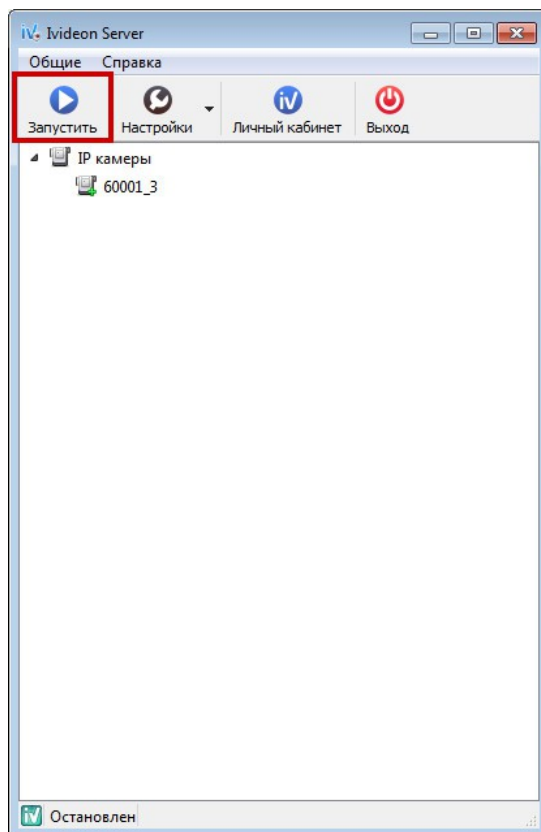 Ivideon Server
Общие Справка
Запустить Настройки Личный кабинет Выход
IP камеры
60001_3
Остановлен